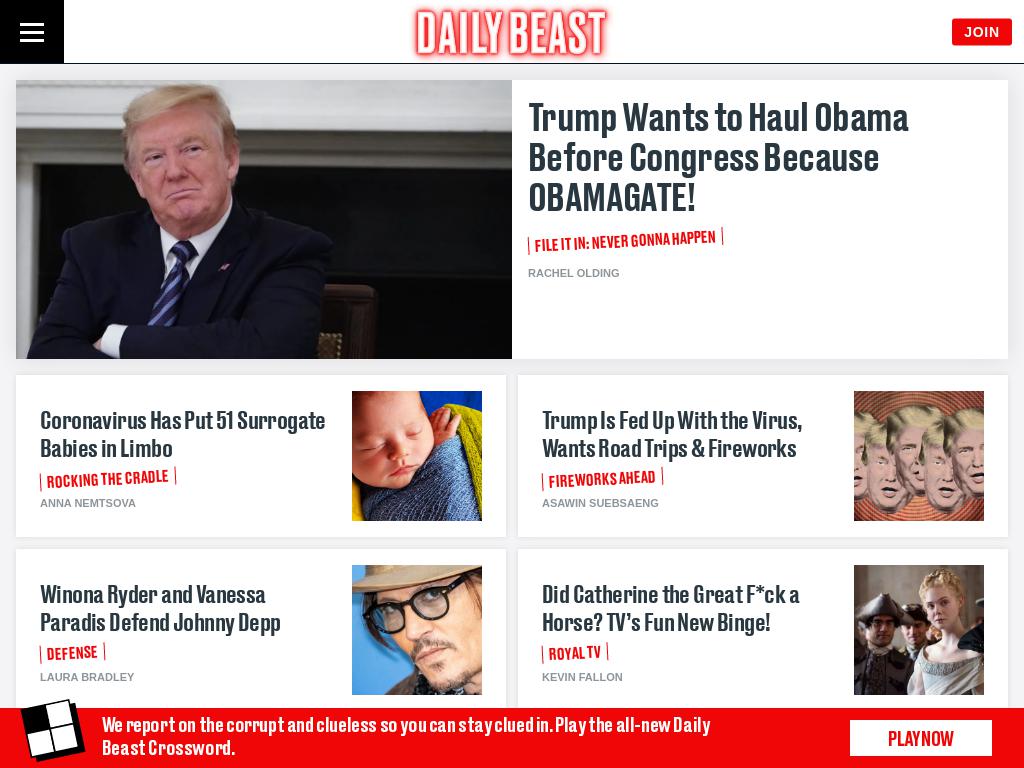 DAILY BEAST
JOIN
Trump Wants to Haul Obama
Before Congress Because
OBAMAGATE!
FILE IT IN: NEVER GONNA HAPPEN
RACHEL OLDING
Coronavirus Has Put 51 Surrogate
Babies in Limbo
ROCKING THE CRADLE
ANNA NEMTSOVA
Trump Is Fed Up With the Virus,
Wants Road Trips & Fireworks
FIREWORKS AHEAD
ASAWIN SUEBSAENG
Winona Ryder and Vanessa
Paradis Defend Johnny Depp
DEFENSE
LAURA BRADLEY
Did Catherine the Great F*ck a
Horse? TV’s Fun New Binge!
ROYAL TV
KEVIN FALLON
We report on the corrupt and clueless so you can stay clued in. Play the all-new Daily
Beast Crossword.
PLAY NOW